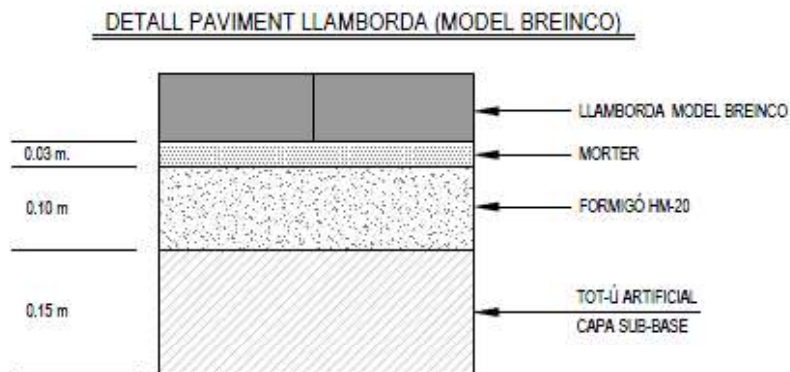 DETALL PAVIMENT LLAMBORDA (MODEL BREINCO)
LLAMBORDA MODEL BREINCO
0.03 m.
MORTER
0.10 m
FORMIGÓ HM-20
0.15 m
TOT-Ú ARTIFICIAL
CAPA SUB-BASE